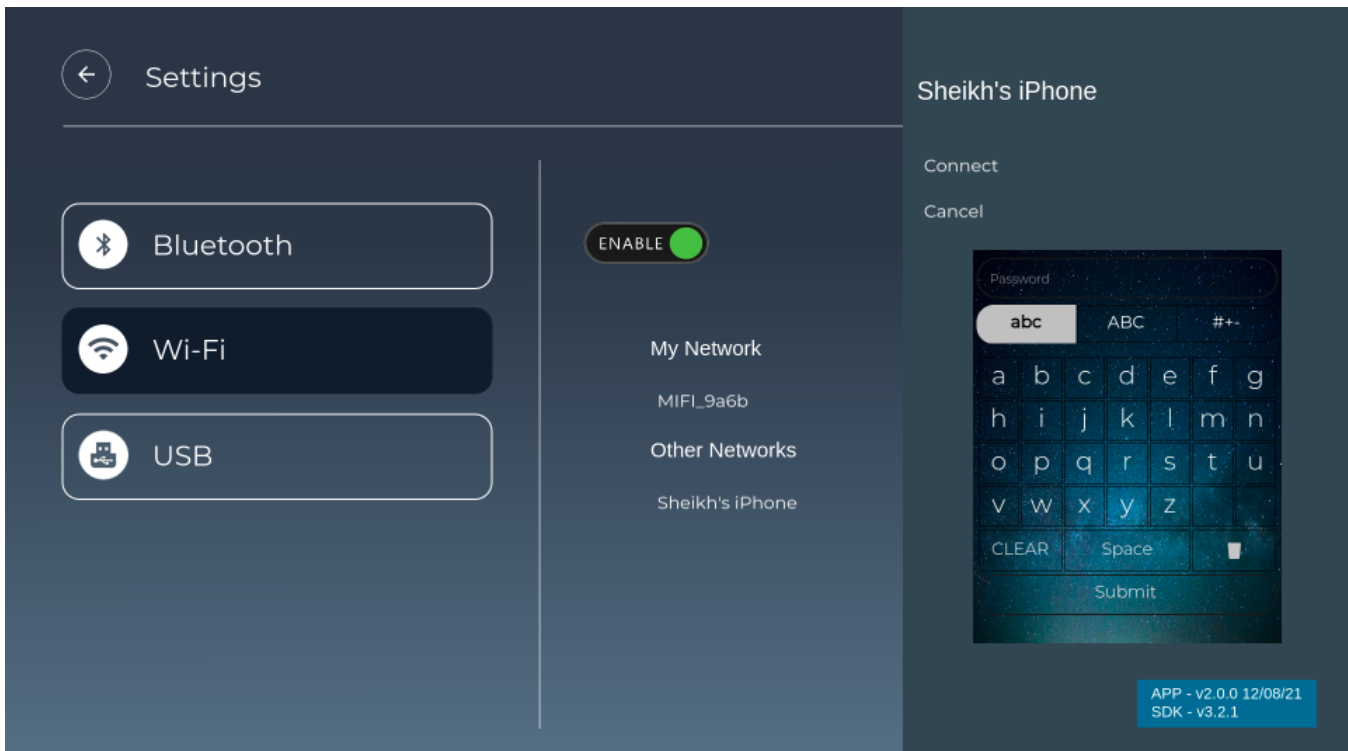 Settings
Bluetooth
Wi-Fi
USB
ENABLE
My Network
MIFI_9a6b
Other Networks
Sheikh's iPhone
Sheikh's iPhone
Connect
Cancel
Password
abc ABC #+-
a b c d e f g
h i j k l m n
o p q r s t u
v w x y z
CLEAR Space
Submit
APP - v2.0.0 12/08/21
SDK - v3.2.1